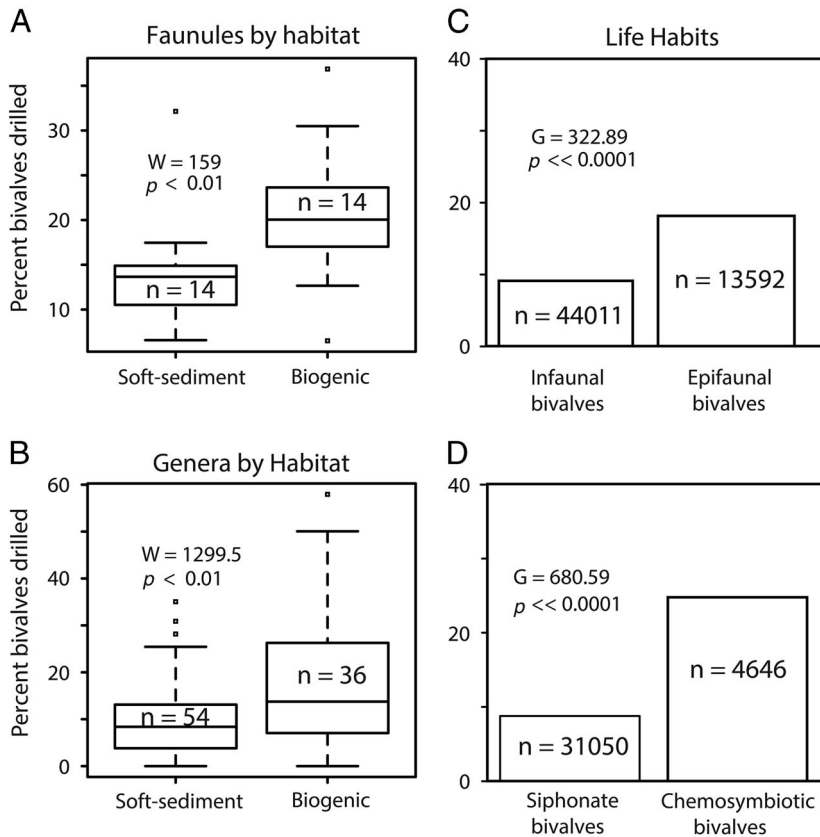 A
Faunules by habitat
Percent bivalves drilled
30
20
10
W = 159
p < 0.01
n = 14
n = 14
Soft-sediment
Biogenic
C
Life Habits
40
20
0
G = 322.89
p << 0.0001
n = 44011
n = 13592
Infaunal
bivalves
Epifaunal
bivalves
B
Genera by Habitat
Percent bivalves drilled
60
40
20
0
W = 1299.5
p < 0.01
n = 54
n = 36
Soft-sediment
Biogenic
D
40
20
0
G = 680.59
p << 0.0001
n = 31050
n = 4646
Siphonate
bivalves
Chemosymbiotic
bivalves